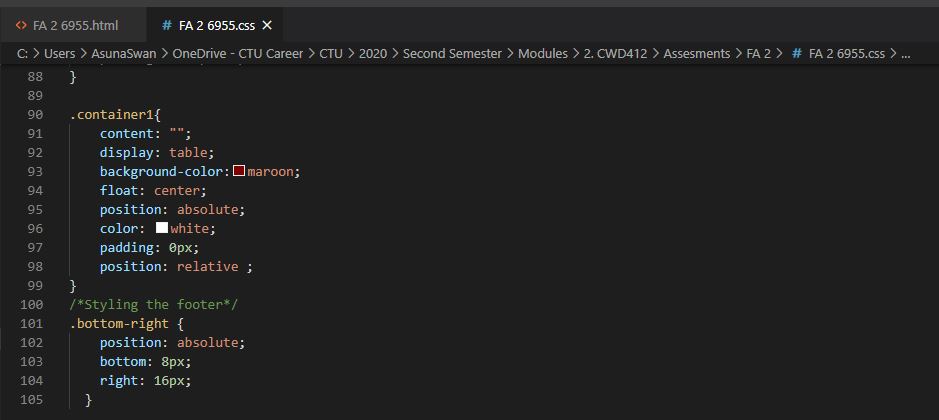 FA 2 6955.html
FA 2 6955.css
C: > Users > AsunaSwan > OneDrive - CTU Career > CTU > 2020 > Second Semester > Modules > 2. CWD412 > Assesments > FA 2 > # FA 2 6955.css > ...
88 }
89
90 .container1{
91 content: "";
92 display: table;
93 background-color: maroon;
94 float: center;
95 position: absolute;
96 color: white;
97 padding: 0px;
98 position: relative ;
99 }
100 /*Styling the footer*/
101 .bottom-right {
102 position: absolute;
103 bottom: 8px;
104 right: 16px;
105 }